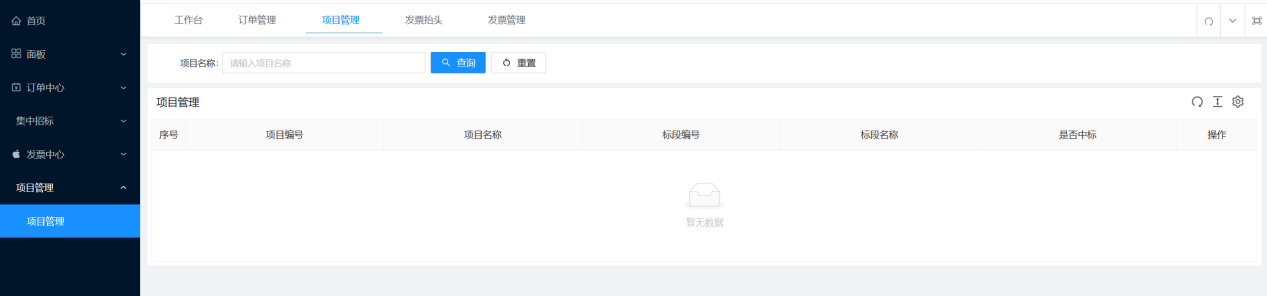 首页
面板
订单中心
集中招标
发票中心
项目管理
项目管理
工作台 订单管理 项目管理 发票抬头 发票管理
项目名称: 请输入项目名称 查询 重置
项目管理
序号 项目编号 项目名称 标段编号 标段名称 是否中标 操作
暂无数据